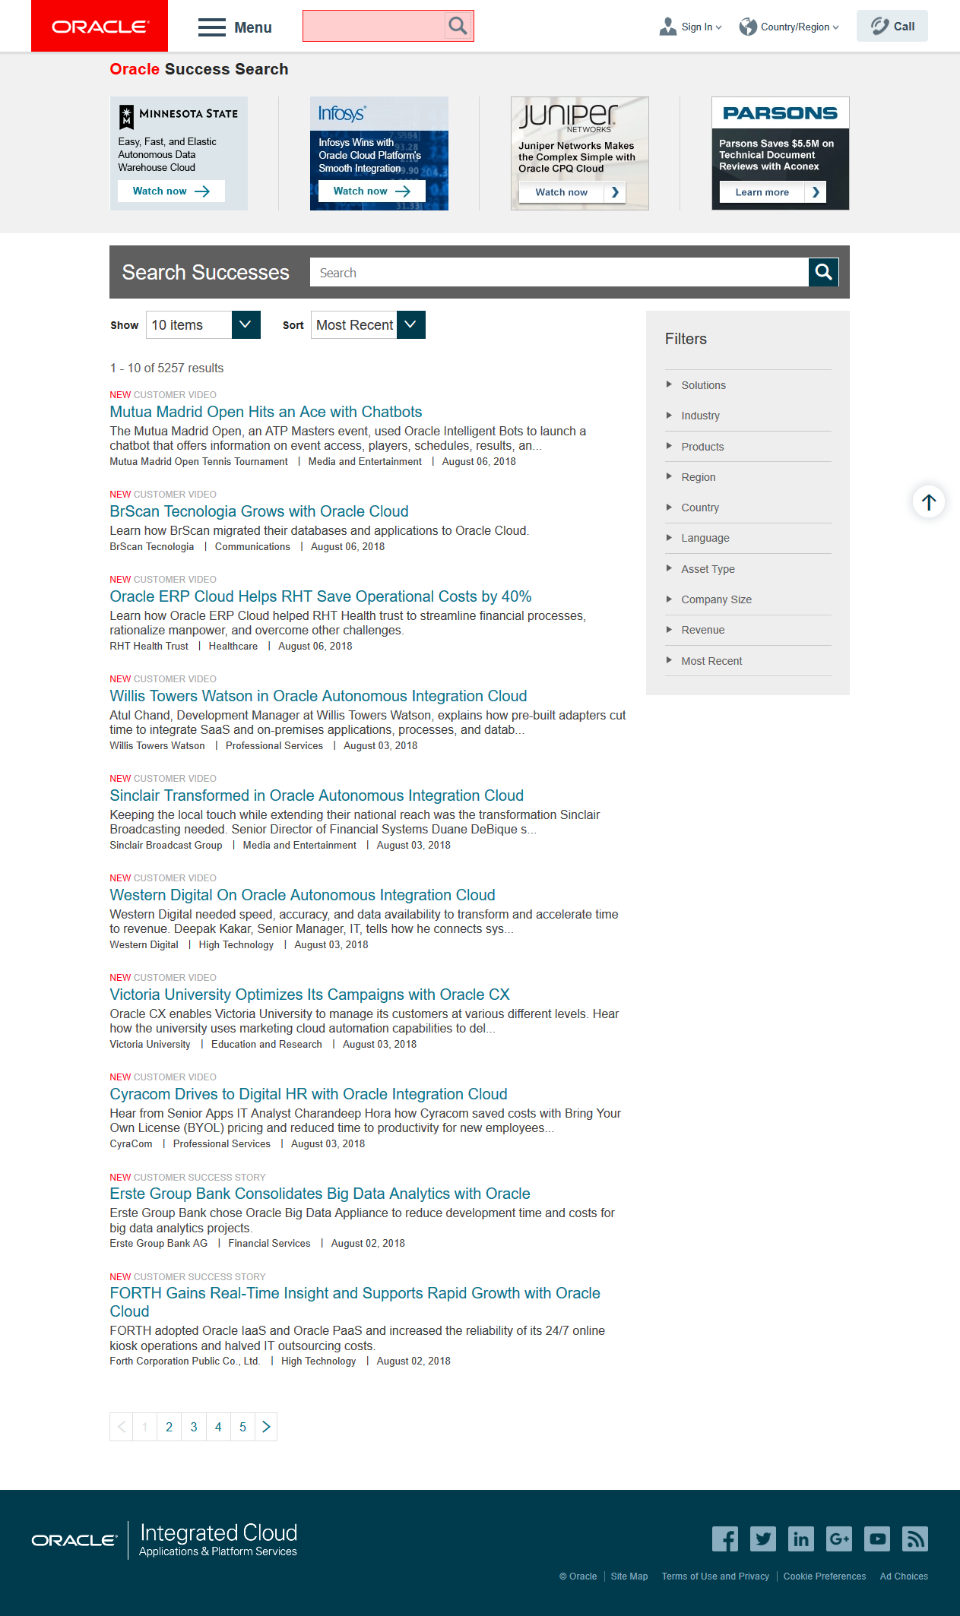 ORACLE
Menu
Sign In
Country/Region
Call
Oracle Success Search
MINNESOTA STATE
Easy, Fast, and Elastic
Autonomous Data
Warehouse Cloud
Watch now
Infosys
Infosys Wins with
Oracle Cloud Platform's
Smooth Integration
Watch now
JUNIPER
NETWORKS
Juniper Networks Makes
the Complex Simple with
Oracle CPQ Cloud
Watch now
PARSONS
Parsons Saves $5.5M on
Technical Document
Reviews with Aconex
Learn more
Search Successes
Search
Show 10 items Sort Most Recent
1 - 10 of 5257 results
NEW CUSTOMER VIDEO
Mutua Madrid Open Hits an Ace with Chatbots
The Mutua Madrid Open, an ATP Masters event, used Oracle Intelligent Bots to launch a
chatbot that offers information on event access, players, schedules, results, an...
Mutua Madrid Open Tennis Tournament | Media and Entertainment | August 06, 2018
NEW CUSTOMER VIDEO
BrScan Tecnologia Grows with Oracle Cloud
Learn how BrScan migrated their databases and applications to Oracle Cloud.
BrScan Tecnologia | Communications | August 06, 2018
NEW CUSTOMER VIDEO
Oracle ERP Cloud Helps RHT Save Operational Costs by 40%
Learn how Oracle ERP Cloud helped RHT Health trust to streamline financial processes,
rationalize manpower, and overcome other challenges.
RHT Health Trust | Healthcare | August 06, 2018
NEW CUSTOMER VIDEO
Willis Towers Watson in Oracle Autonomous Integration Cloud
Atul Chand, Development Manager at Willis Towers Watson, explains how pre-built adapters cut
time to integrate SaaS and on-premises applications, processes, and datab...
Willis Towers Watson | Professional Services | August 03, 2018
NEW CUSTOMER VIDEO
Sinclair Transformed in Oracle Autonomous Integration Cloud
Keeping the local touch while extending their national reach was the transformation Sinclair
Broadcasting needed. Senior Director of Financial Systems Duane DeBique s...
Sinclair Broadcast Group | Media and Entertainment | August 03, 2018
NEW CUSTOMER VIDEO
Western Digital On Oracle Autonomous Integration Cloud
Western Digital needed speed, accuracy, and data availability to transform and accelerate time
to revenue. Deepak Kakar, Senior Manager, IT, tells how he connects sys...
Western Digital | High Technology | August 03, 2018
NEW CUSTOMER VIDEO
Victoria University Optimizes Its Campaigns with Oracle CX
Oracle CX enables Victoria University to manage its customers at various different levels. Hear
how the university uses marketing cloud automation capabilities to del...
Victoria University | Education and Research | August 03, 2018
NEW CUSTOMER VIDEO
Cyracom Drives to Digital HR with Oracle Integration Cloud
Hear from Senior Apps IT Analyst Charandeep Hora how Cyracom saved costs with Bring Your
Own License (BYOL) pricing and reduced time to productivity for new employees...
CyraCom | Professional Services | August 03, 2018
NEW CUSTOMER SUCCESS STORY
Erste Group Bank Consolidates Big Data Analytics with Oracle
Erste Group Bank chose Oracle Big Data Appliance to reduce development time and costs for
big data analytics projects.
Erste Group Bank AG | Financial Services | August 02, 2018
NEW CUSTOMER SUCCESS STORY
FORTH Gains Real-Time Insight and Supports Rapid Growth with Oracle
Cloud
FORTH adopted Oracle IaaS and Oracle PaaS and increased the reliability of its 24/7 online
kiosk operations and halved IT outsourcing costs.
Forth Corporation Public Co., Ltd. | High Technology | August 02, 2018
Filters
Solutions
Industry
Products
Region
Country
Language
Asset Type
Company Size
Revenue
Most Recent
1 2 3 4 5
ORACLE | Integrated Cloud
Applications & Platform Services
© Oracle | Site Map Terms of Use and Privacy | Cookie Preferences Ad Choices